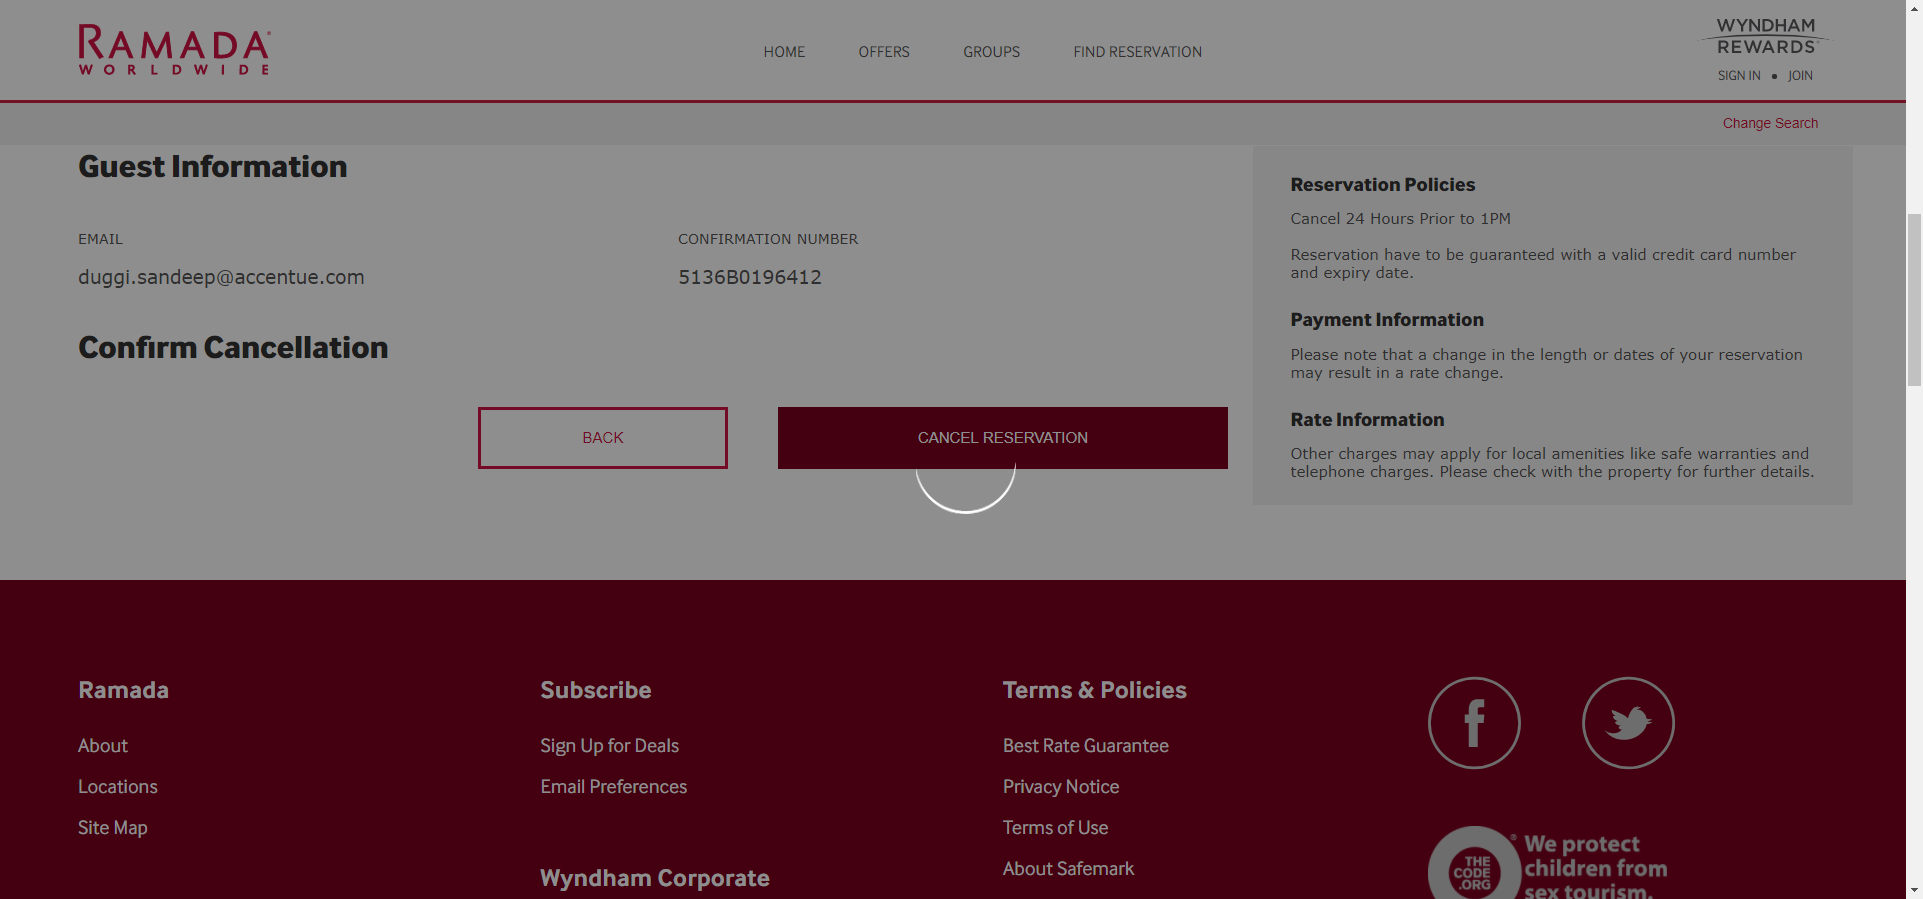 RAMADA
WORLDWIDE
HOME
OFFERS
GROUPS
FIND RESERVATION
WYNDHAM
REWARDS
SIGN IN • JOIN
Change Search
Guest Information
EMAIL
duggi.sandeep@accentue.com
CONFIRMATION NUMBER
5136B0196412
Confirm Cancellation
BACK
CANCEL RESERVATION
Reservation Policies
Cancel 24 Hours Prior to 1PM
Reservation have to be guaranteed with a valid credit card number
and expiry date.
Payment Information
Please note that a change in the length or dates of your reservation
may result in a rate change.
Rate Information
Other charges may apply for local amenities like safe warranties and
telephone charges. Please check with the property for further details.
Ramada
About
Locations
Site Map
Subscribe
Sign Up for Deals
Email Preferences
Wyndham Corporate
Terms & Policies
Best Rate Guarantee
Privacy Notice
Terms of Use
About Safemark
THE
CODE
.ORG
We protect
children from
sex tourism.